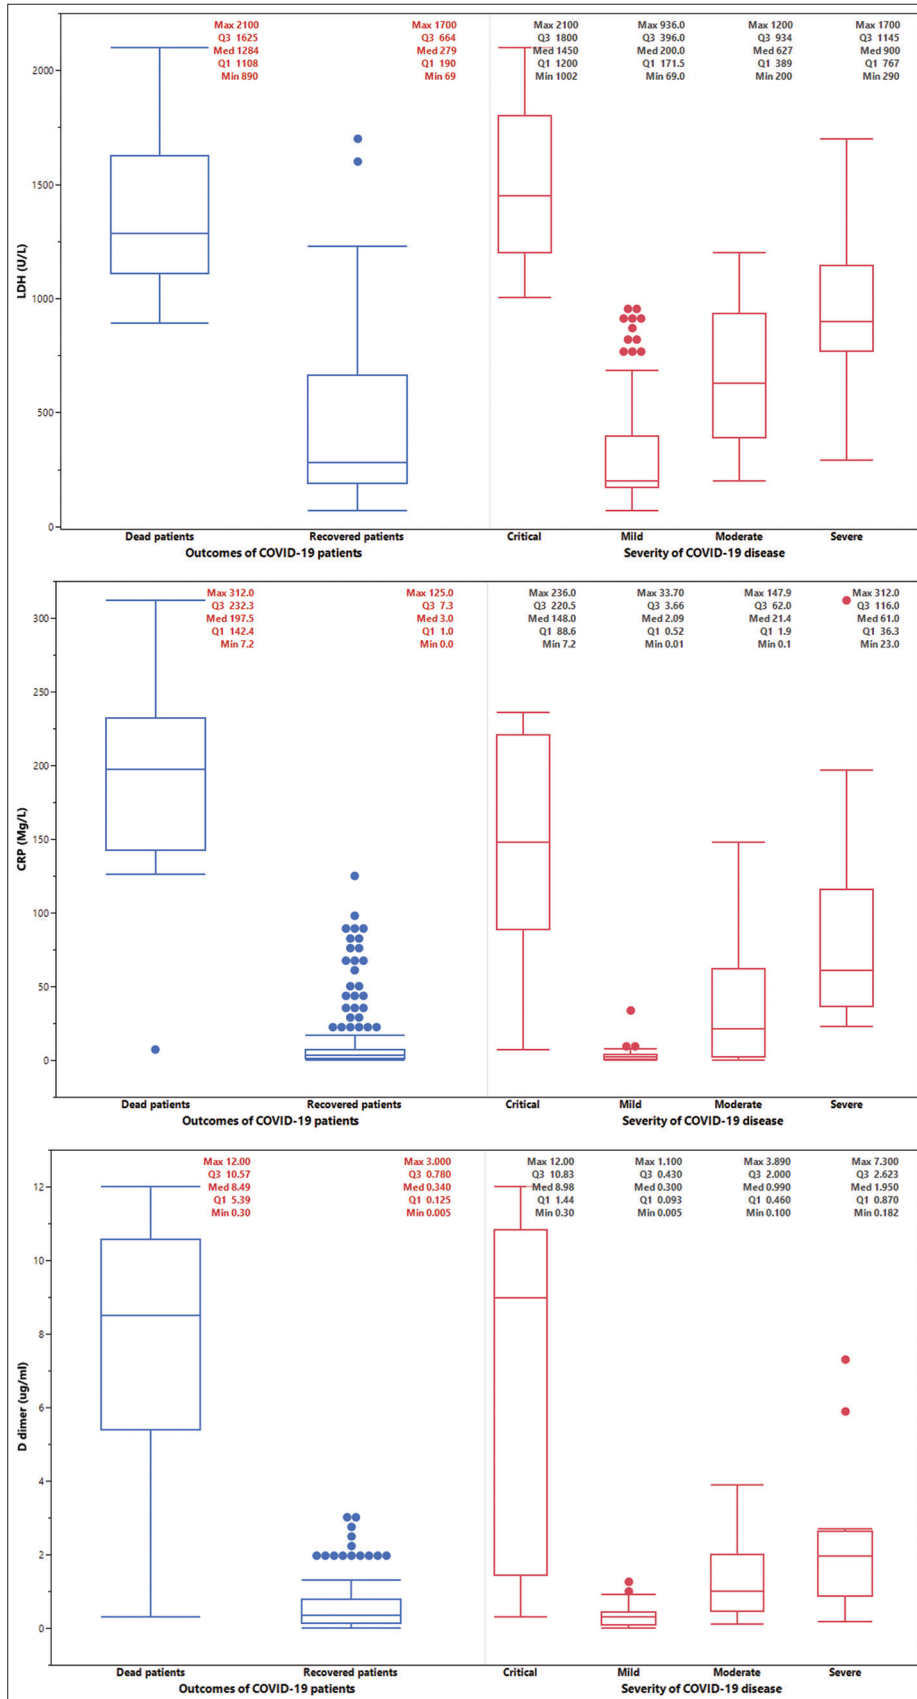 Max 2100
Q3 1625
Med 1284
Q1 1108
Min 890
Max 1700
Q3 664
Med 279
Q1 190
Min 69
Max 2100
Q3 1800
Med 1450
Q1 1200
Min 1002
Max 936.0
Q3 396.0
Med 200.0
Q1 171.5
Min 69.0
Max 1200
Q3 934
Med 627
Q1 389
Min 200
Max 1700
Q3 1145
Med 900
Q1 767
Min 290
2000
1500
1000
500
0
LDH (U/L)
Dead patients
Recovered patients
Critical
Mild
Moderate
Severe
Outcomes of COVID-19 patients
Severity of COVID-19 disease
Max 312.0
Q3 232.3
Med 197.5
Q1 142.4
Min 7.2
Max 125.0
Q3 7.3
Med 3.0
Q1 1.0
Min 0.0
Max 236.0
Q3 220.5
Med 148.0
Q1 88.6
Min 7.2
Max 33.70
Q3 3.66
Med 2.09
Q1 0.52
Min 0.01
Max 147.9
Q3 62.0
Med 21.4
Q1 1.9
Min 0.1
Max 312.0
Q3 116.0
Med 61.0
Q1 36.3
Min 23.0
300
250
200
150
100
50
0
CRP (Mg/L)
Dead patients
Recovered patients
Critical
Mild
Moderate
Severe
Outcomes of COVID-19 patients
Severity of COVID-19 disease
Max 12.00
Q3 10.57
Med 8.49
Q1 5.39
Min 0.30
Max 3.000
Q3 0.780
Med 0.340
Q1 0.125
Min 0.005
Max 12.00
Q3 10.83
Med 8.98
Q1 1.44
Min 0.30
Max 1.100
Q3 0.430
Med 0.300
Q1 0.093
Min 0.005
Max 3.890
Q3 2.000
Med 0.990
Q1 0.460
Min 0.100
Max 7.300
Q3 2.623
Med 1.950
Q1 0.870
Min 0.182
12
10
8
6
4
2
0
D dimer (ug/ml)
Dead patients
Recovered patients
Critical
Mild
Moderate
Severe
Outcomes of COVID-19 patients
Severity of COVID-19 disease